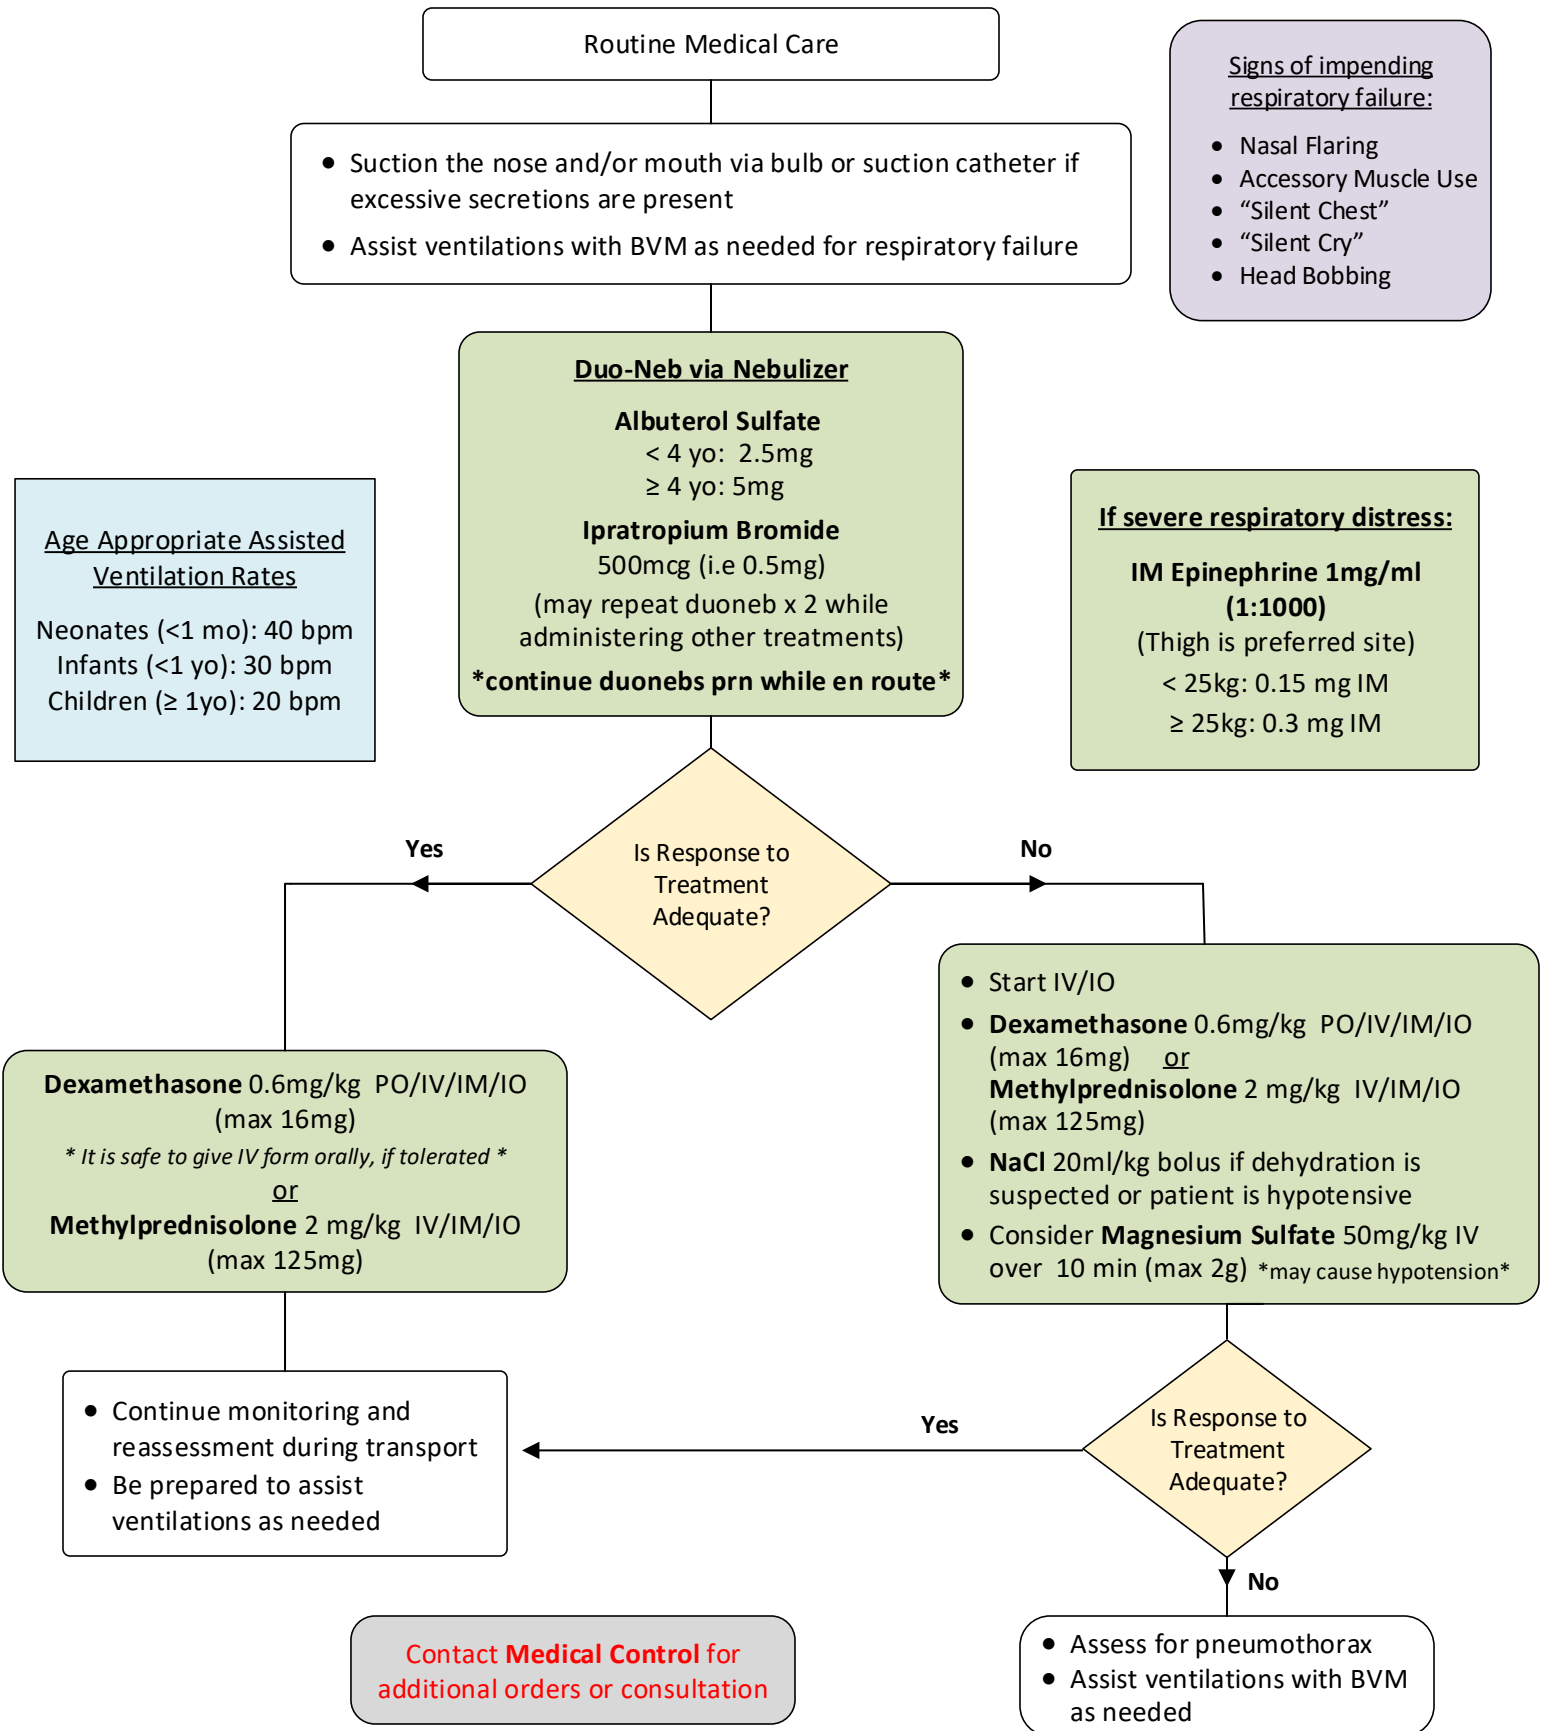 Routine Medical Care
Signs of impending
respiratory failure:
• Nasal Flaring
• Accessory Muscle Use
• “Silent Chest”
• “Silent Cry”
• Head Bobbing
• Suction the nose and/or mouth via bulb or suction catheter if
excessive secretions are present
• Assist ventilations with BVM as needed for respiratory failure
Duo-Neb via Nebulizer
Albuterol Sulfate
< 4 yo: 2.5mg
≥ 4 yo: 5mg
Ipratropium Bromide
500mcg (i.e 0.5mg)
(may repeat duoneb x 2 while
administering other treatments)
*continue duonebs prn while en route*
Age Appropriate Assisted
Ventilation Rates
Neonates (<1 mo): 40 bpm
Infants (<1 yo): 30 bpm
Children (≥ 1yo): 20 bpm
If severe respiratory distress:
IM Epinephrine 1mg/ml
(1:1000)
(Thigh is preferred site)
< 25kg: 0.15 mg IM
≥ 25kg: 0.3 mg IM
Is Response to
Treatment
Adequate?
Yes
No
Dexamethasone 0.6mg/kg PO/IV/IM/IO
(max 16mg)
* It is safe to give IV form orally, if tolerated *
or
Methylprednisolone 2 mg/kg IV/IM/IO
(max 125mg)
• Start IV/IO
• Dexamethasone 0.6mg/kg PO/IV/IM/IO
(max 16mg) or
Methylprednisolone 2 mg/kg IV/IM/IO
(max 125mg)
• NaCl 20ml/kg bolus if dehydration is
suspected or patient is hypotensive
• Consider Magnesium Sulfate 50mg/kg IV
over 10 min (max 2g) *may cause hypotension*
• Continue monitoring and
reassessment during transport
• Be prepared to assist
ventilations as needed
Is Response to
Treatment
Adequate?
Yes
No
Contact Medical Control for
additional orders or consultation
• Assess for pneumothorax
• Assist ventilations with BVM
as needed